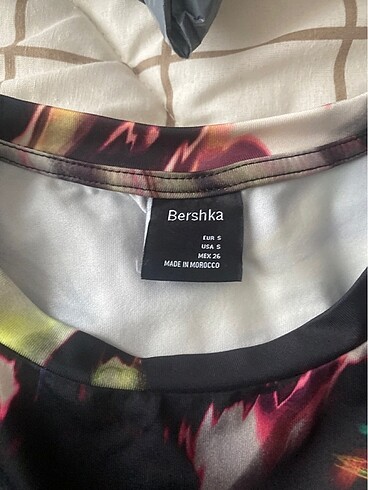 Bershka
EUR S
USA S
MEX 26
MADE IN MOROCCO